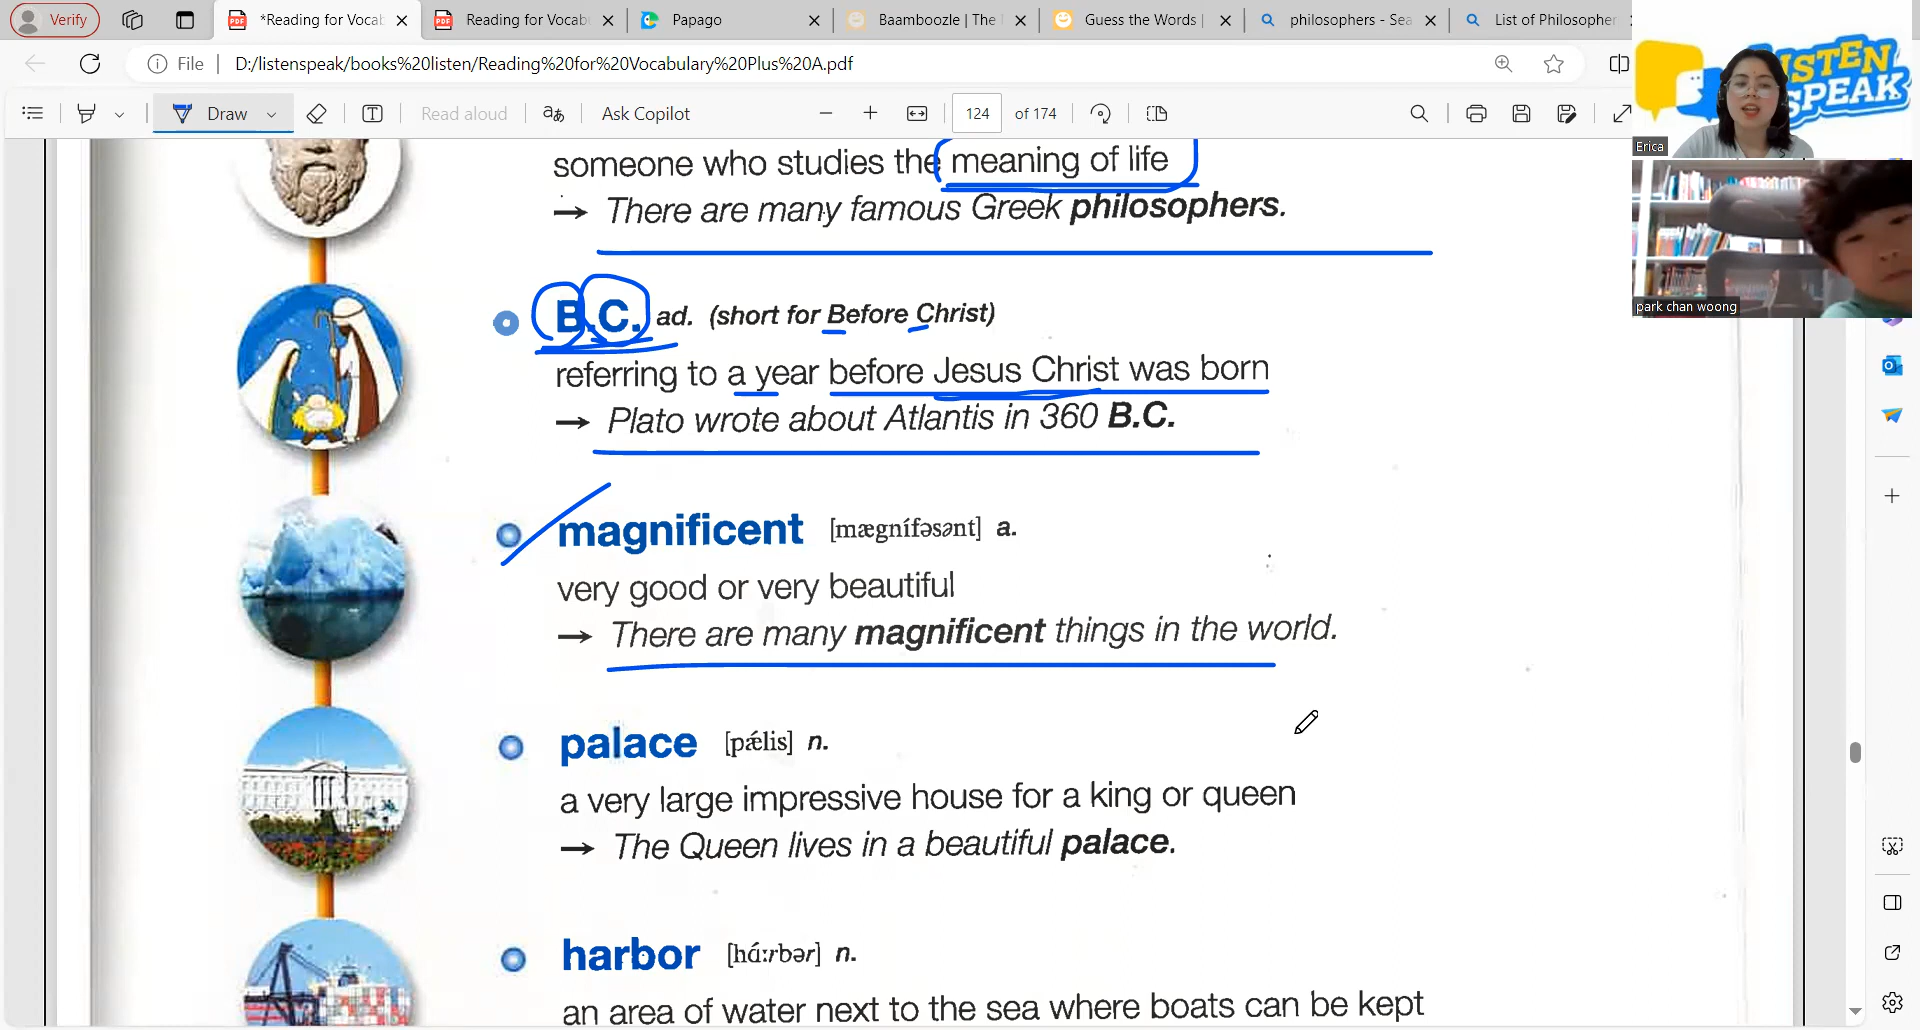 Verify
*Reading for Vocab
Reading for Vocabu
Papago
Baamboozle | The
Guess the Words |
philosophers - Sea
List of Philosopher
File
D:/listenspeak/books%20listen/Reading%20for%20Vocabulary%20Plus%20A.pdf
Draw
Read aloud
Ask Copilot
124
of 174
LISTEN
SPEAK
Erica
park chan woong
someone who studies the meaning of life
→ There are many famous Greek philosophers.
B.C. ad. (short for Before Christ)
referring to a year before Jesus Christ was born
→ Plato wrote about Atlantis in 360 B.C.
magnificent [mægnífəsənt] a.
very good or very beautiful
→ There are many magnificent things in the world.
palace [pǽlis] n.
a very large impressive house for a king or queen
→ The Queen lives in a beautiful palace.
harbor [hɑ́ːrbər] n.
an area of water next to the sea where boats can be kept